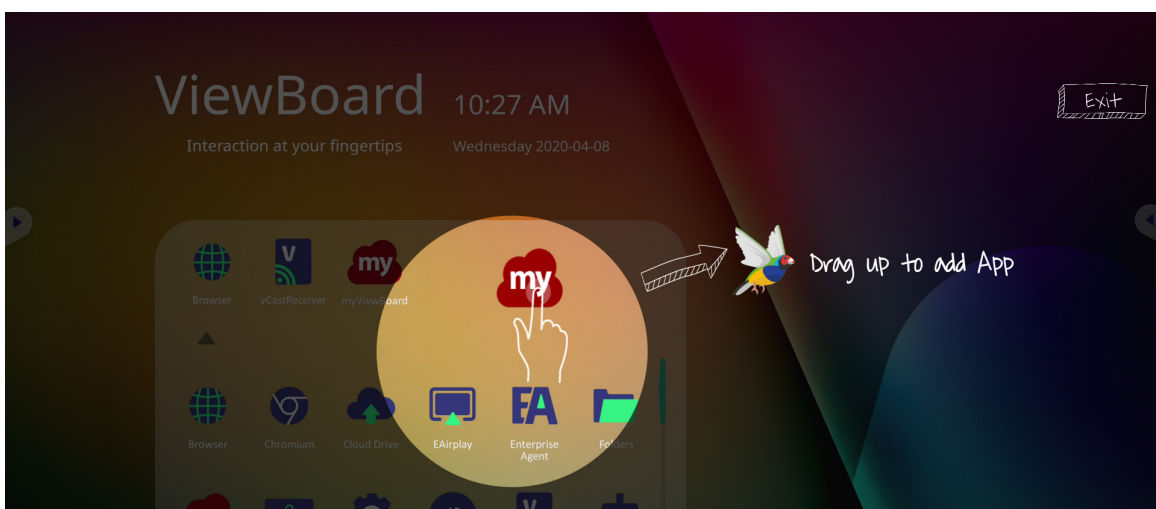 ViewBoard
10:27 AM
Exit
Interaction at your fingertips
Wednesday 2020-04-08
my
my
Drag up to add App
V
Browser
vCastReceiver
myViewBoard
EA
Browser
Chromium
Cloud Drive
EAirplay
Enterprise
Agent
Folders
V